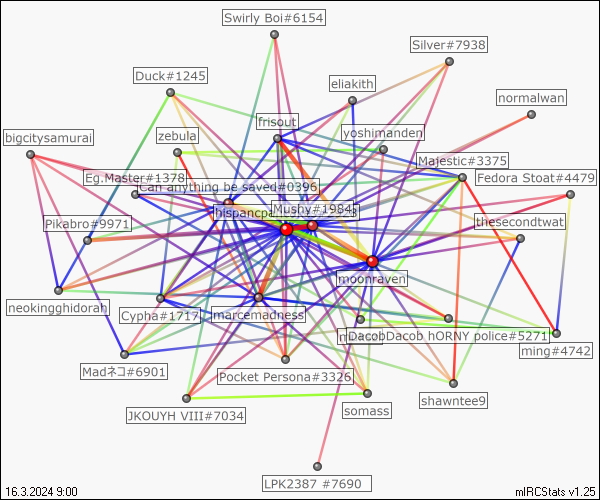 Swirly Boi#6154
Silver#7938
Duck#1245
eliakith
normalwan
frisout
yoshimanden
zebula
bigcitysamurai
Majestic#3375
Eg.Master#1378
Fedora Stoat#4479
Can anything be saved#0396
hispancpa
Mushy#1984
Pikabro#9971
thesecondtwat
moonraven
neokingghidorah
Cypha#1717
marcemadness
DacobDacob hORNY police#5271
ming#4742
Madネコ#6901
Pocket Persona#3326
shawntee9
JKOUYH VIII#7034
somass
LPK2387 #7690
16.3.2024 9:00
mIRCStats v1.25